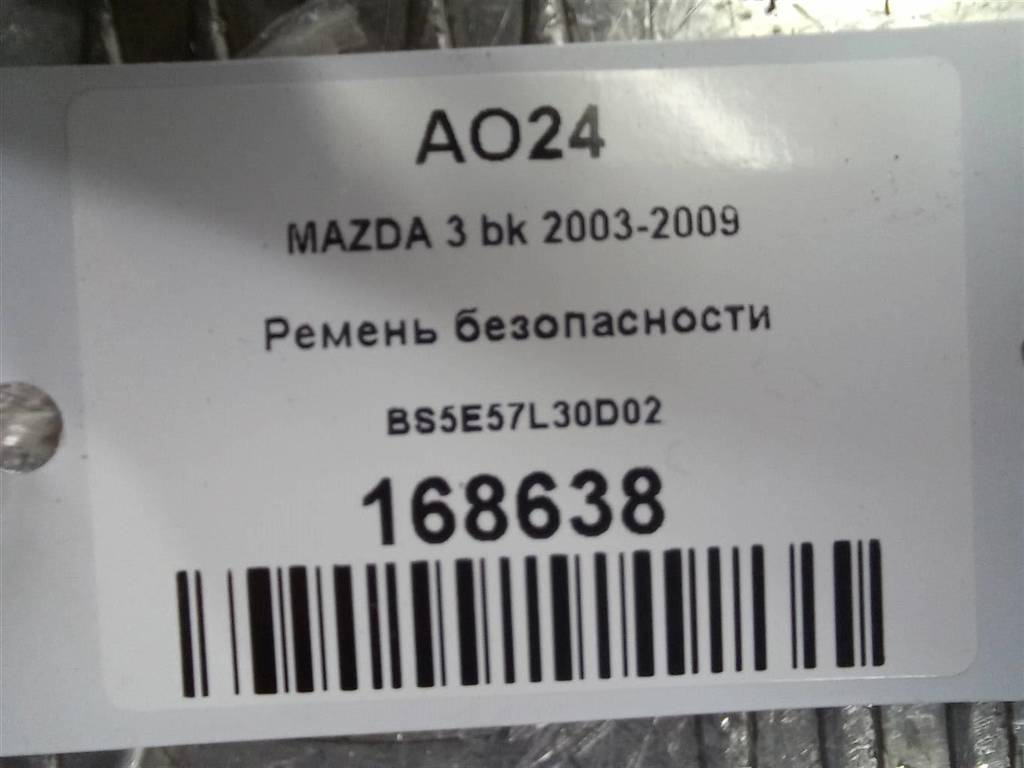 AO24
MAZDA 3 bk 2003-2009
Ремень безопасности
BS5E57L30D02
168638